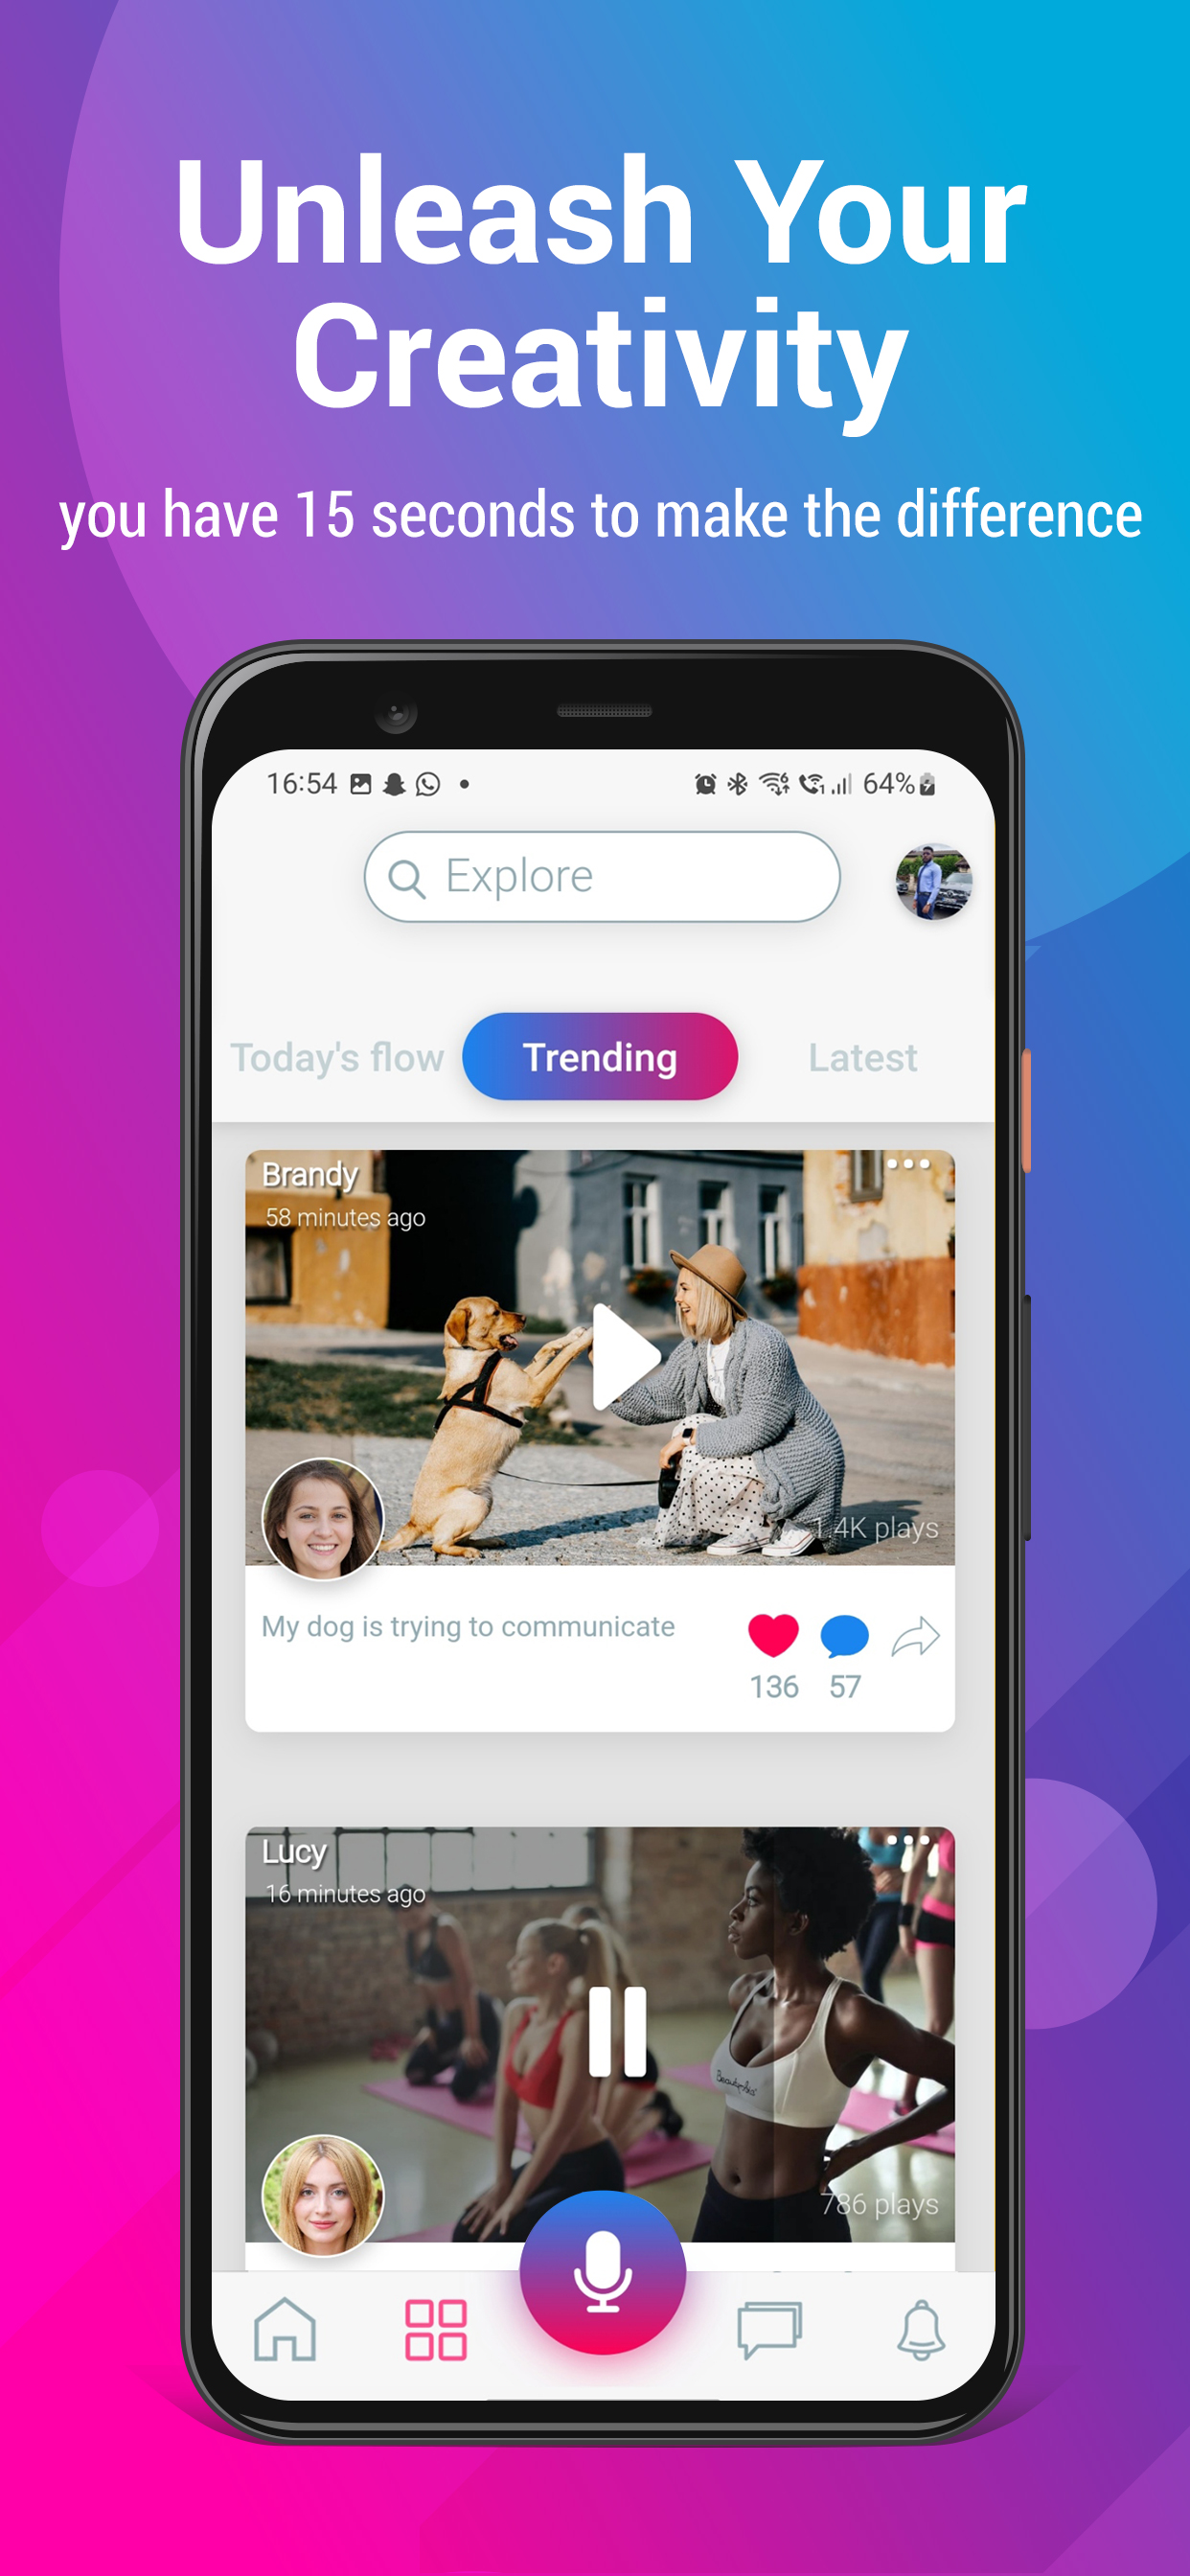 Unleash Your
Creativity
you have 15 seconds to make the difference
16:54
64%
Explore
Today's flow
Trending
Latest
Brandy
58 minutes ago
1.4K plays
My dog is trying to communicate
136
57
Lucy
16 minutes ago
786 plays